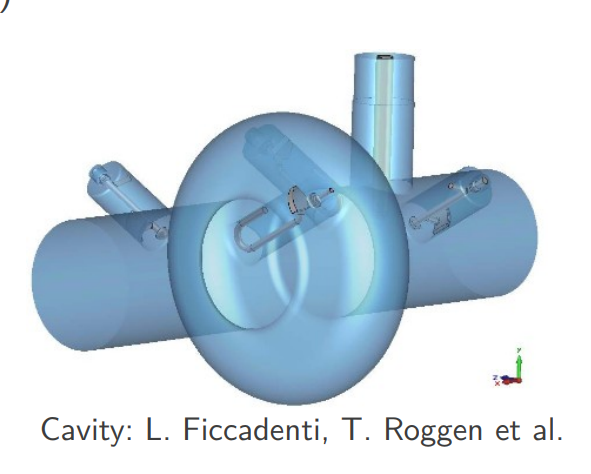 )
y
z
x
Cavity: L. Ficcadenti, T. Roggen et al.